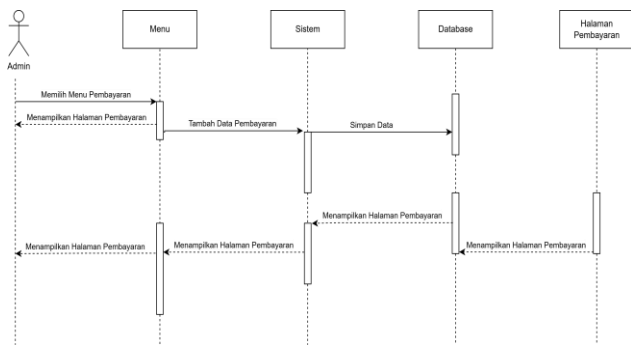 Admin
Menu
Sistem
Database
Halaman
Pembayaran
Memilih Menu Pembayaran
Menampilkan Halaman Pembayaran
Tambah Data Pembayaran
Simpan Data
Menampilkan Halaman Pembayaran
Menampilkan Halaman Pembayaran
Menampilkan Halaman Pembayaran
Menampilkan Halaman Pembayaran